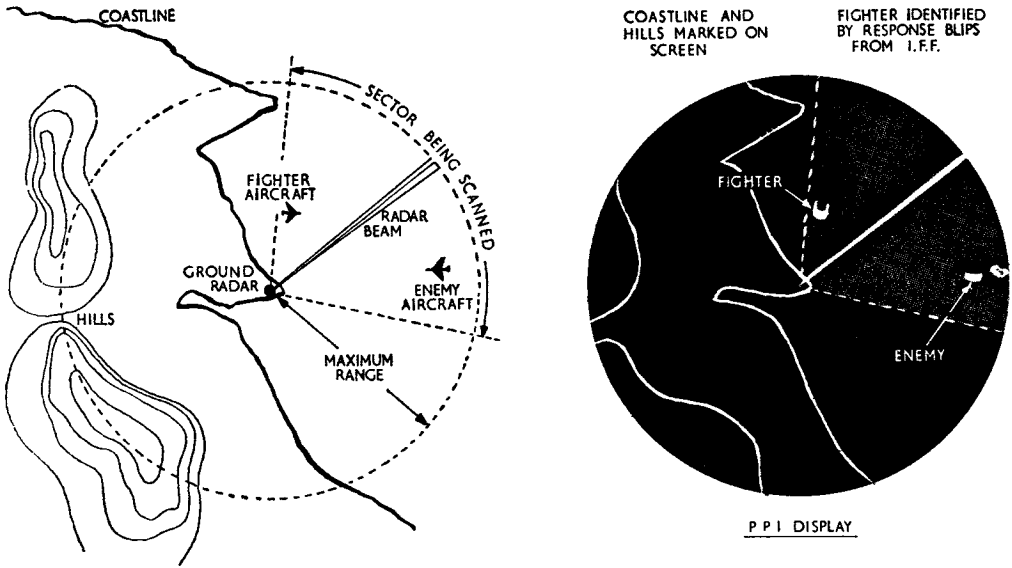 COASTLINE
SECTOR BEING SCANNED
FIGHTER
AIRCRAFT
RADAR
BEAM
GROUND
RADAR
ENEMY
AIRCRAFT
HILLS
MAXIMUM
RANGE
COASTLINE AND
HILLS MARKED ON
SCREEN
FIGHTER IDENTIFIED
BY RESPONSE BLIPS
FROM I.F.F.
FIGHTER
ENEMY
P P I DISPLAY